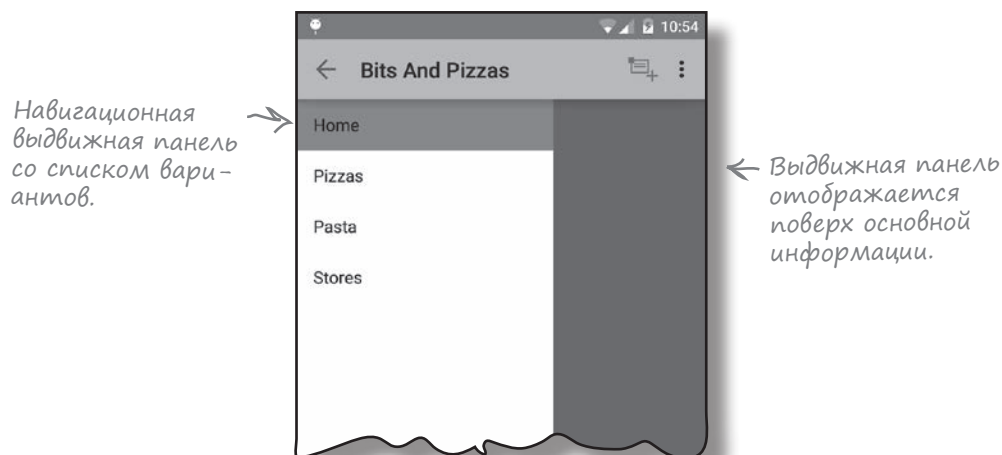 10:54
Bits And Pizzas
Навигационная
выдвижная панель
со списком вари-
антов.
Home
Pizzas
Pasta
Stores
Выдвижная панель
отображается
поверх основной
информации.